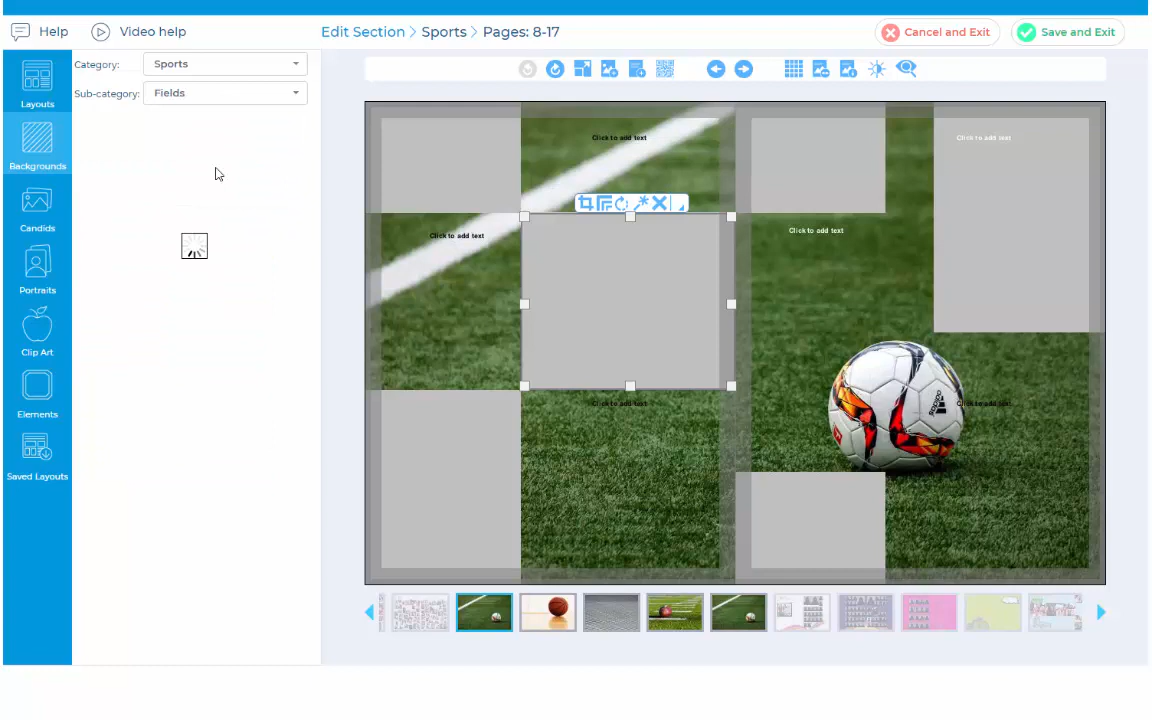 Help
Video help
Edit Section > Sports > Pages: 8-17
Cancel and Exit
Save and Exit
Category:
Sports
Sub-category:
Fields
Layouts
Backgrounds
Candids
Portraits
Clip Art
Elements
Saved Layouts
Click to add text
Click to add text
Click to add text
Click to add text
Click to add text
Click to add text
adidas